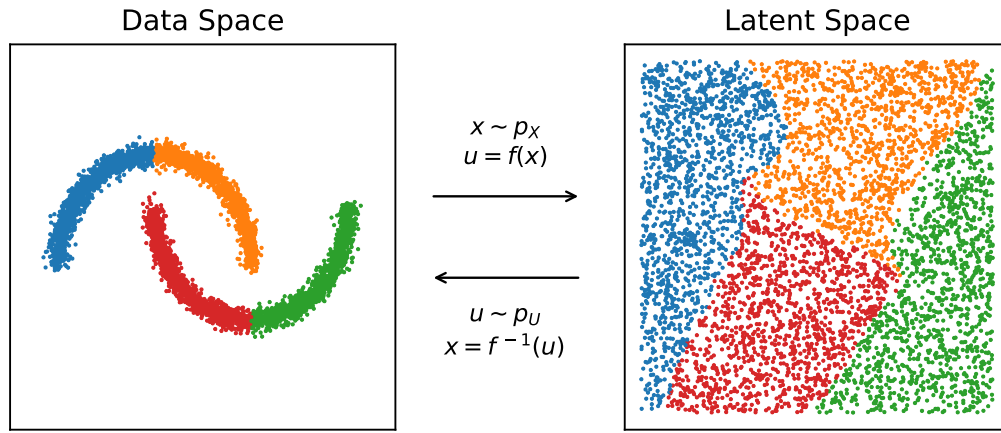 Data Space
Latent Space
x ∼ p_X
u = f(x)
u ∼ p_U
x = f⁻¹(u)